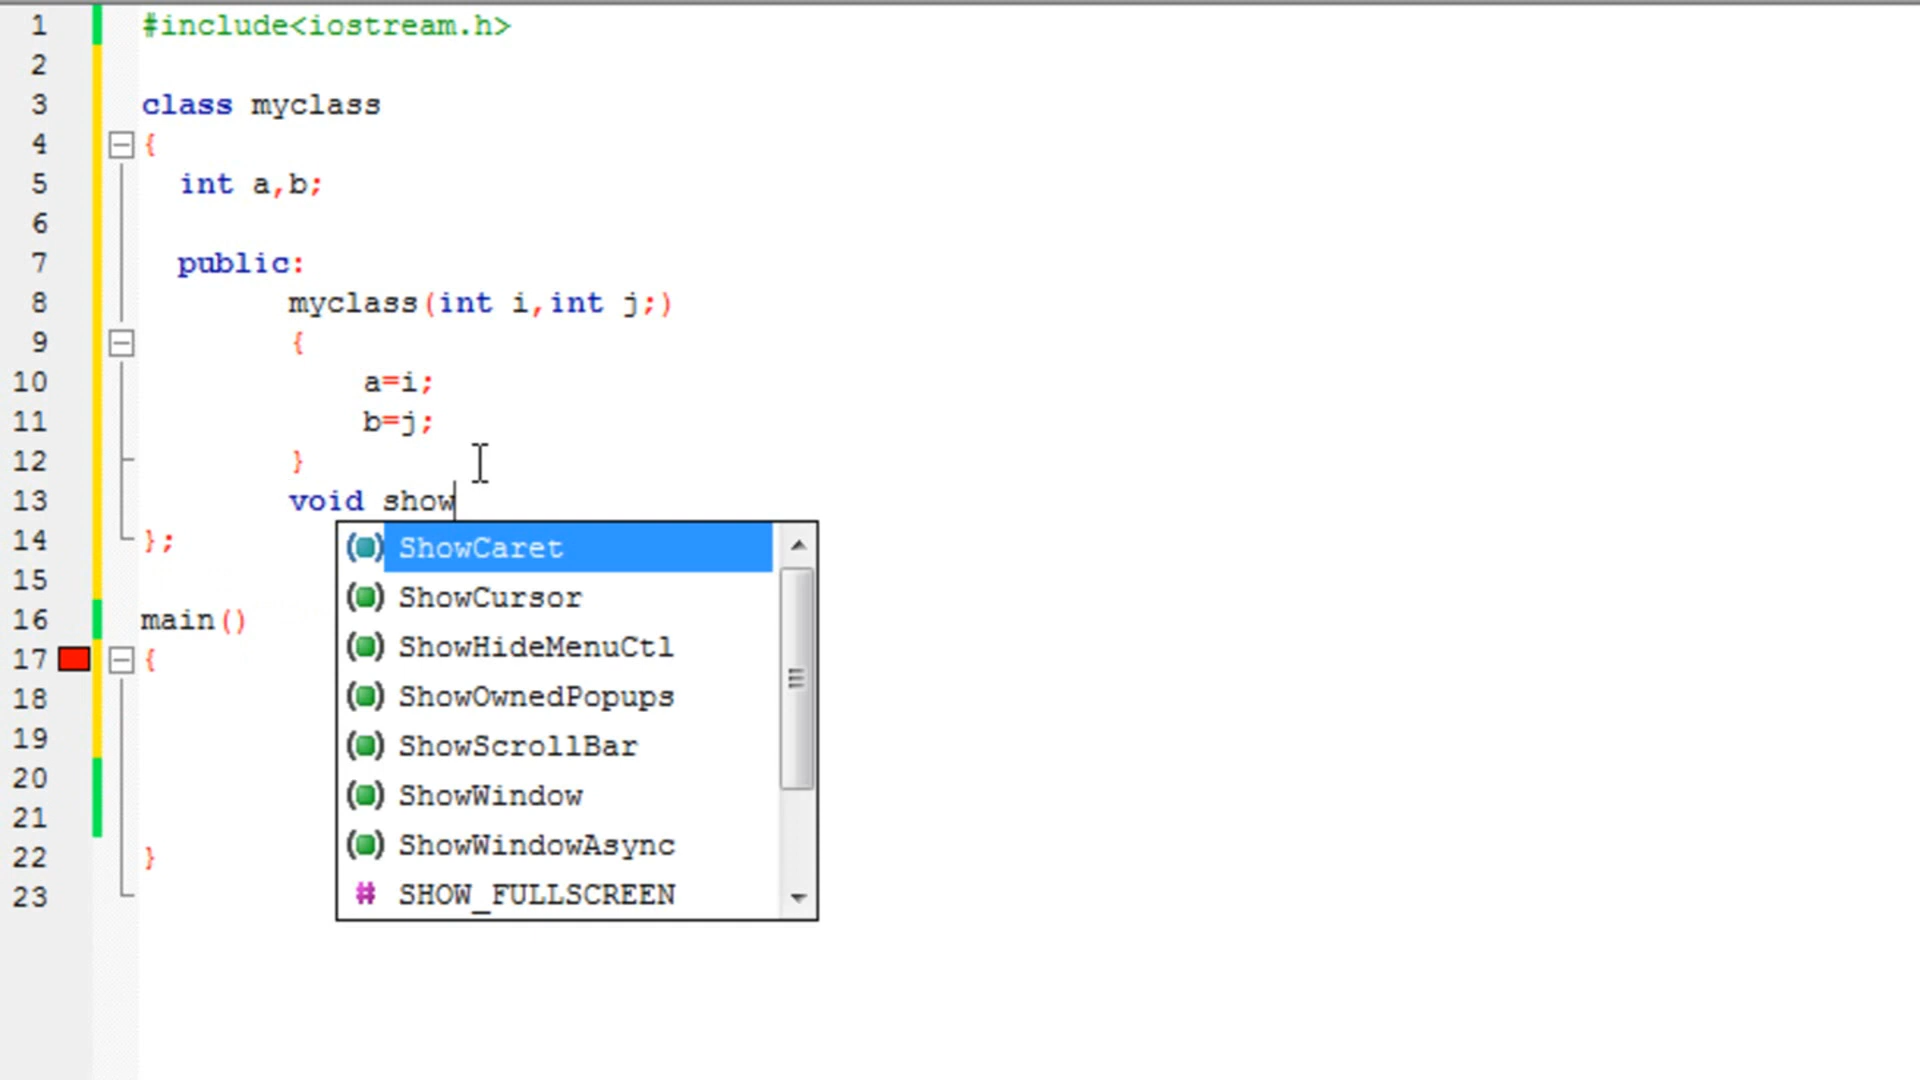 1 #include<iostream.h>
2
3 class myclass
4 {
5 int a,b;
6
7 public:
8 myclass(int i,int j;)
9 {
10 a=i;
11 b=j;
12 }
13 void show
14 };
15
16 main()
17 {
18
19
20
21
22 }
23
ShowCaret
ShowCursor
ShowHideMenuCtl
ShowOwnedPopups
ShowScrollBar
ShowWindow
ShowWindowAsync
# SHOW_FULLSCREEN